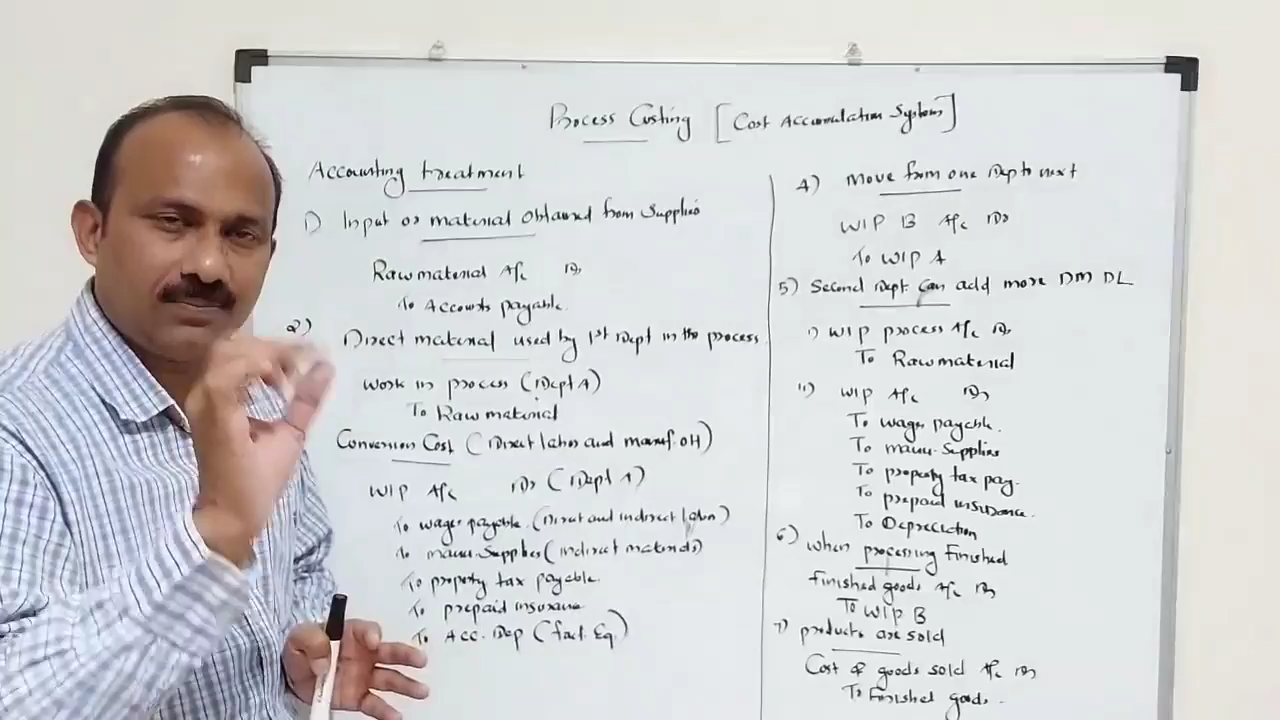 Process Costing [Cost Accumulation System]
Accounting treatment
1) Input or material obtained from Supplies
Raw material A/c Dr
To Accounts payable.
2) Direct material used by 1st Dept in the process
Work in process (Dept A)
To Raw material
Conversion Cost (Direct labor and manuf. OH)
WIP A/c Dr (Dept A)
To wages payable. (Direct and indirect labor)
To manu. Supplies (indirect materials)
To property tax payable.
To prepaid insurance
To Acc. Dep (fact. Eq.)
4) Move from one Dept to next
WIP B A/c Dr
To WIP A
5) Second Dept can add more DM DL
i) WIP process A/c Dr
To Raw material
ii) WIP A/c Dr
To wages payable.
To manu. Supplies
To property tax pay.
To prepaid insurance.
To Depreciation
6) When processing finished
Finished goods A/c Dr
To WIP B
7) products are sold
Cost of goods sold A/c Dr
To Finished goods.